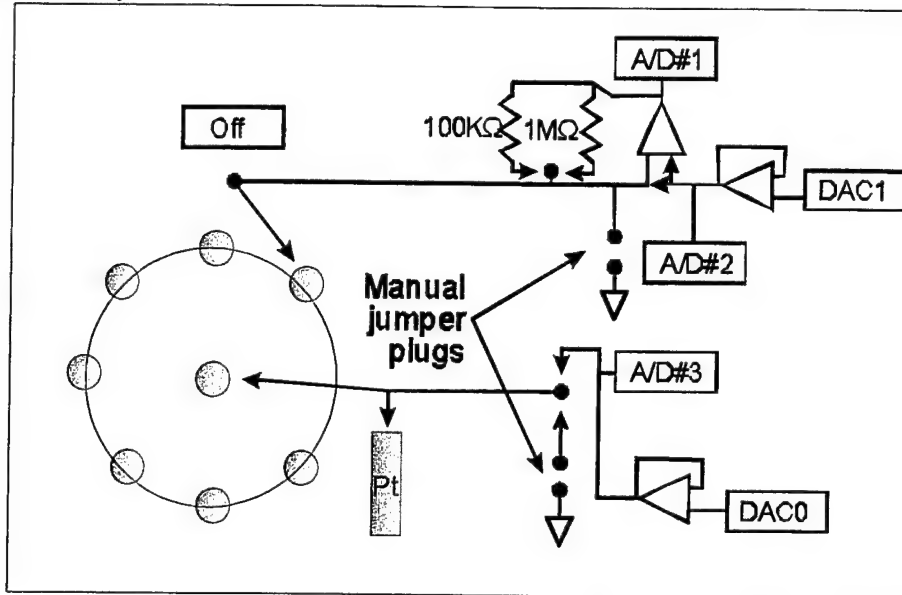 A/D#1
Off
100KΩ
1MΩ
DAC1
A/D#2
Manual
jumper
plugs
A/D#3
Pt
DAC0